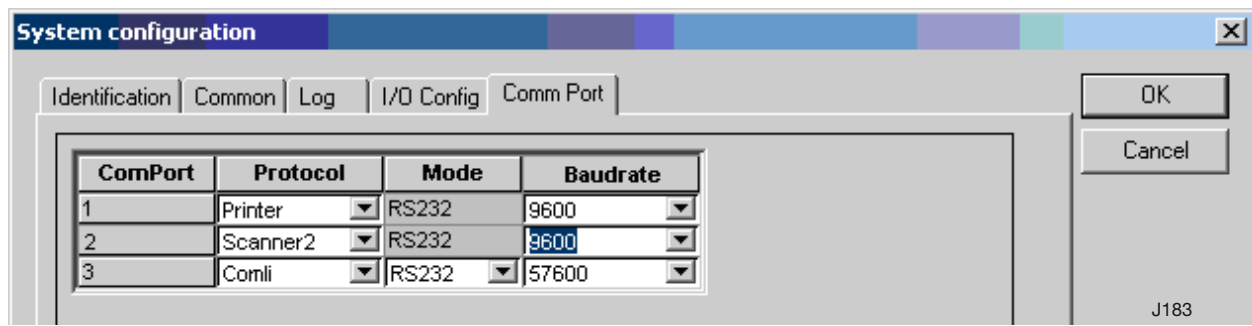 System configuration
Identification Common Log I/O Config Comm Port
OK
Cancel
ComPort Protocol Mode Baudrate
1 Printer RS232 9600
2 Scanner2 RS232 9600
3 Comli RS232 57600
J183